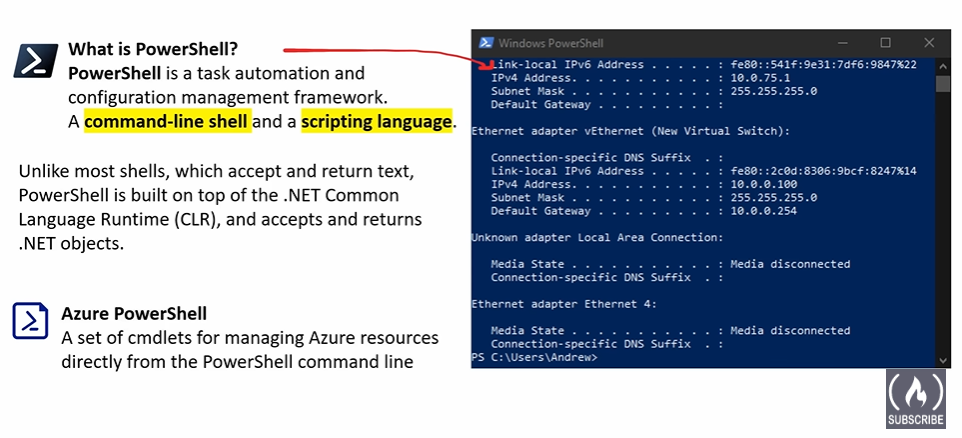 What is PowerShell?
PowerShell is a task automation and
configuration management framework.
A command-line shell and a scripting language.
Unlike most shells, which accept and return text,
PowerShell is built on top of the .NET Common
Language Runtime (CLR), and accepts and returns
.NET objects.
Azure PowerShell
A set of cmdlets for managing Azure resources
directly from the PowerShell command line
Windows PowerShell
Link-local IPv6 Address . . . . . : fe80::541f:9e31:7df6:9847%22
IPv4 Address. . . . . . . . . . . : 10.0.75.1
Subnet Mask . . . . . . . . . . . : 255.255.255.0
Default Gateway . . . . . . . . . :
Ethernet adapter vEthernet (New Virtual Switch):
Connection-specific DNS Suffix  . :
Link-local IPv6 Address . . . . . : fe80::2c0d:8306:9bcf:8247%14
IPv4 Address. . . . . . . . . . . : 10.0.0.100
Subnet Mask . . . . . . . . . . . : 255.255.255.0
Default Gateway . . . . . . . . . : 10.0.0.254
Unknown adapter Local Area Connection:
Media State . . . . . . . . . . . : Media disconnected
Connection-specific DNS Suffix  . :
Ethernet adapter Ethernet 4:
Media State . . . . . . . . . . . : Media disconnected
Connection-specific DNS Suffix  . :
PS C:\Users\Andrew>
SUBSCRIBE